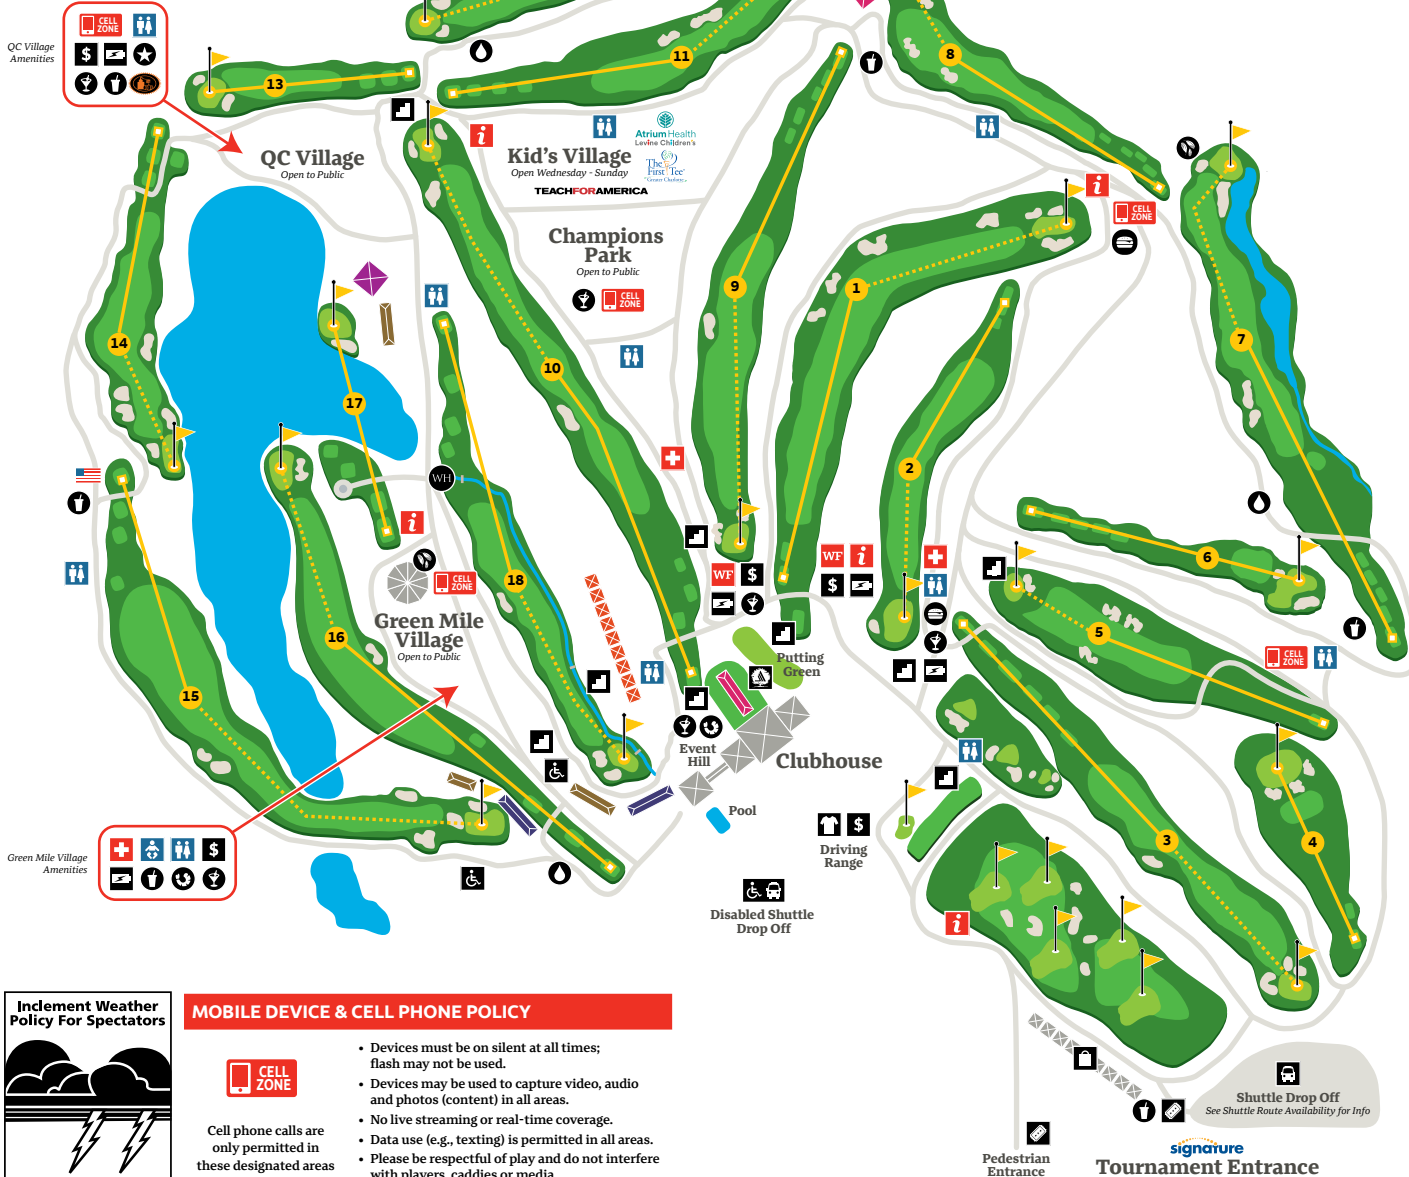 CELL
ZONE
QC Village
Amenities
$
8
11
13
QC Village
Open to Public
i
Kid's Village
Open Wednesday - Sunday
TEACHFORAMERICA
Atrium Health
Levine Children's
The
First Tee
Champions
Park
Open to Public
CELL
ZONE
i
CELL
ZONE
9
1
7
14
10
17
2
WH
i
6
18
CELL
ZONE
WF
$
WF
i
$
Green Mile
Village
Open to Public
16
5
15
Putting
Green
CELL
ZONE
Event
Hill
Clubhouse
Pool
$
Driving
Range
3
4
Green Mile Village
Amenities
$
Disabled Shuttle
Drop Off
i
Inclement Weather
Policy For Spectators
MOBILE DEVICE & CELL PHONE POLICY
CELL
ZONE
Cell phone calls are
only permitted in
these designated areas
• Devices must be on silent at all times;
flash may not be used.
• Devices may be used to capture video, audio
and photos (content) in all areas.
• No live streaming or real-time coverage.
• Data use (e.g., texting) is permitted in all areas.
• Please be respectful of play and do not interfere
with players, caddies or media.
Shuttle Drop Off
See Shuttle Route Availability for Info
Pedestrian
Entrance
signature
Tournament Entrance